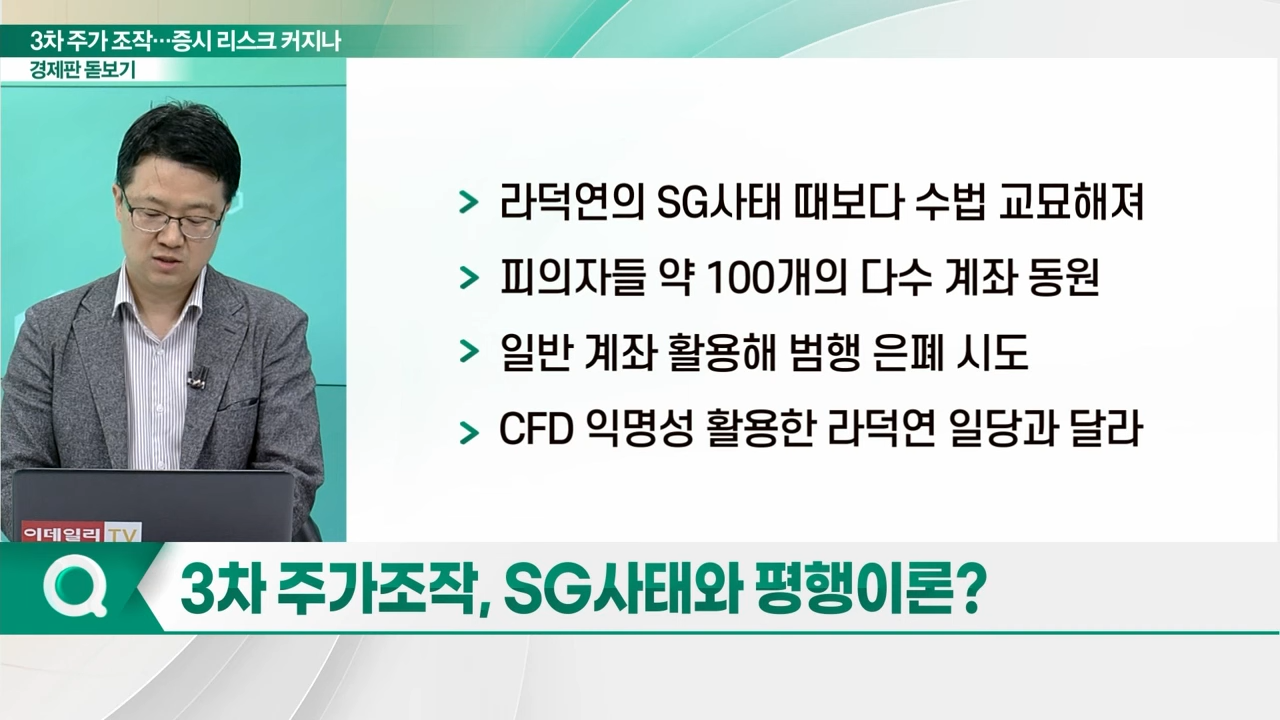 3차 주가 조작…증시 리스크 커지나
경제판 돋보기
> 라덕연의 SG사태 때보다 수법 교묘해져
> 피의자들 약 100개의 다수 계좌 동원
> 일반 계좌 활용해 범행 은폐 시도
> CFD 익명성 활용한 라덕연 일당과 달라
이데일리 TV
Q 3차 주가조작, SG사태와 평행이론?